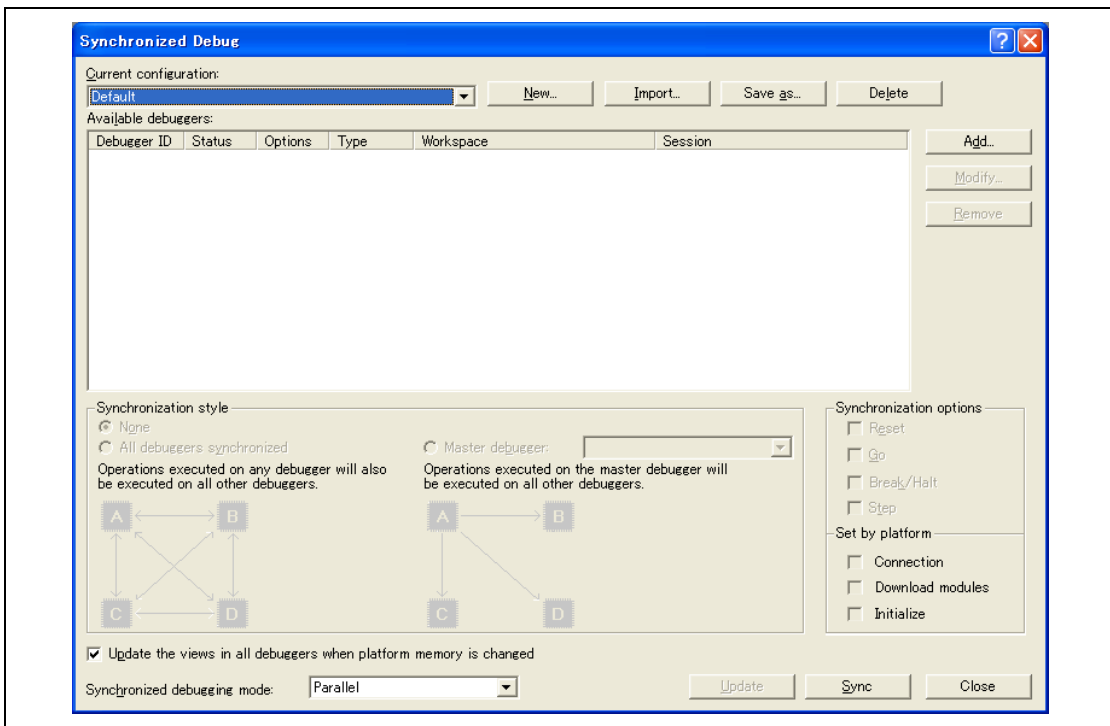 Synchronized Debug
Current configuration:
Default
New...
Import...
Save as...
Delete
Available debuggers:
Debugger ID Status Options Type Workspace Session
Add...
Modify...
Remove
Synchronization style
None
All debuggers synchronized
Operations executed on any debugger will also
be executed on all other debuggers.
A B
C D
Master debugger:
Operations executed on the master debugger will
be executed on all other debuggers.
A B
C D
Synchronization options
Reset
Go
Break/Halt
Step
Set by platform
Connection
Download modules
Initialize
Update the views in all debuggers when platform memory is changed
Synchronized debugging mode: Parallel
Update
Sync
Close